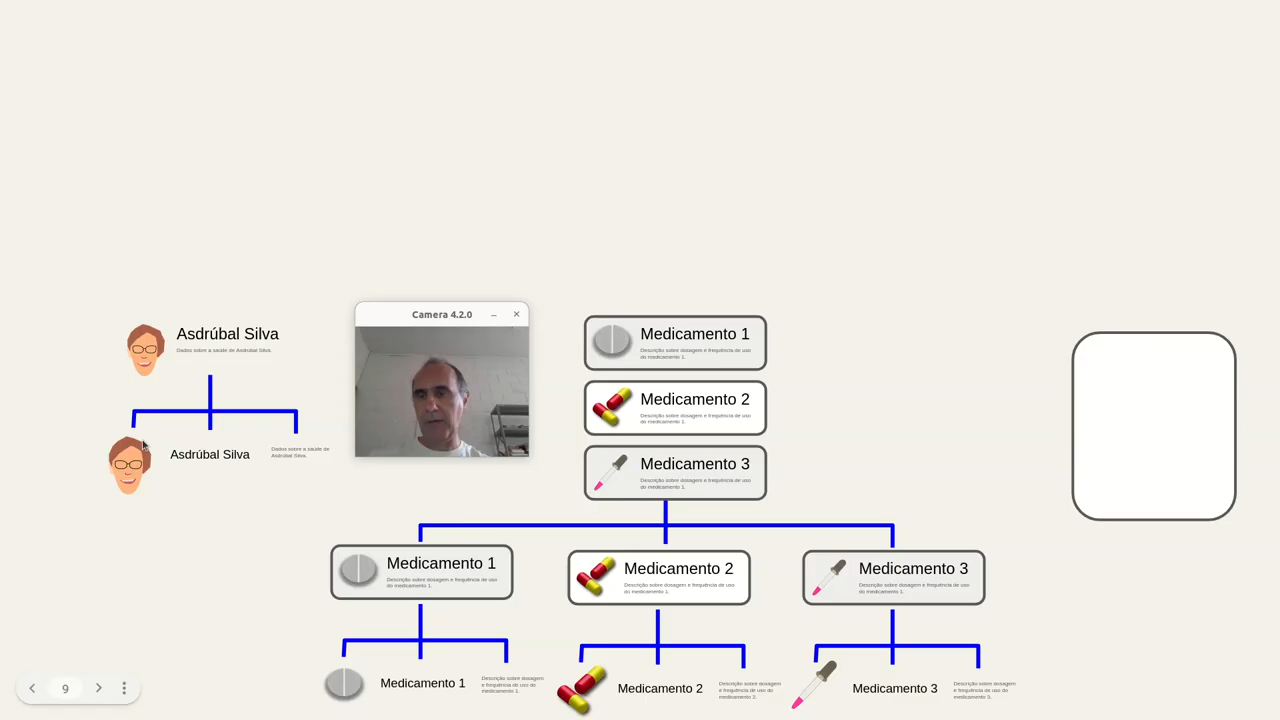 Camera 4.2.0
Asdrúbal Silva
Dados sobre a saúde de Asdrúbal Silva.
Asdrúbal Silva
Dados sobre a saúde de
Asdrúbal Silva.
Medicamento 1
Descrição sobre dosagem e frequência de uso
do medicamento 1.
Medicamento 2
Descrição sobre dosagem e frequência de uso
do medicamento 1.
Medicamento 3
Descrição sobre dosagem e frequência de uso
do medicamento 1.
Medicamento 1
Descrição sobre dosagem e frequência de uso
do medicamento 1.
Medicamento 2
Descrição sobre dosagem e frequência de uso
do medicamento 1.
Medicamento 3
Descrição sobre dosagem e frequência de uso
do medicamento 1.
Medicamento 1
Descrição sobre dosagem
e frequência de uso do
medicamento 1.
Medicamento 2
Descrição sobre dosagem
e frequência de uso do
medicamento 2.
Medicamento 3
Descrição sobre dosagem
e frequência de uso do
medicamento 3.
9